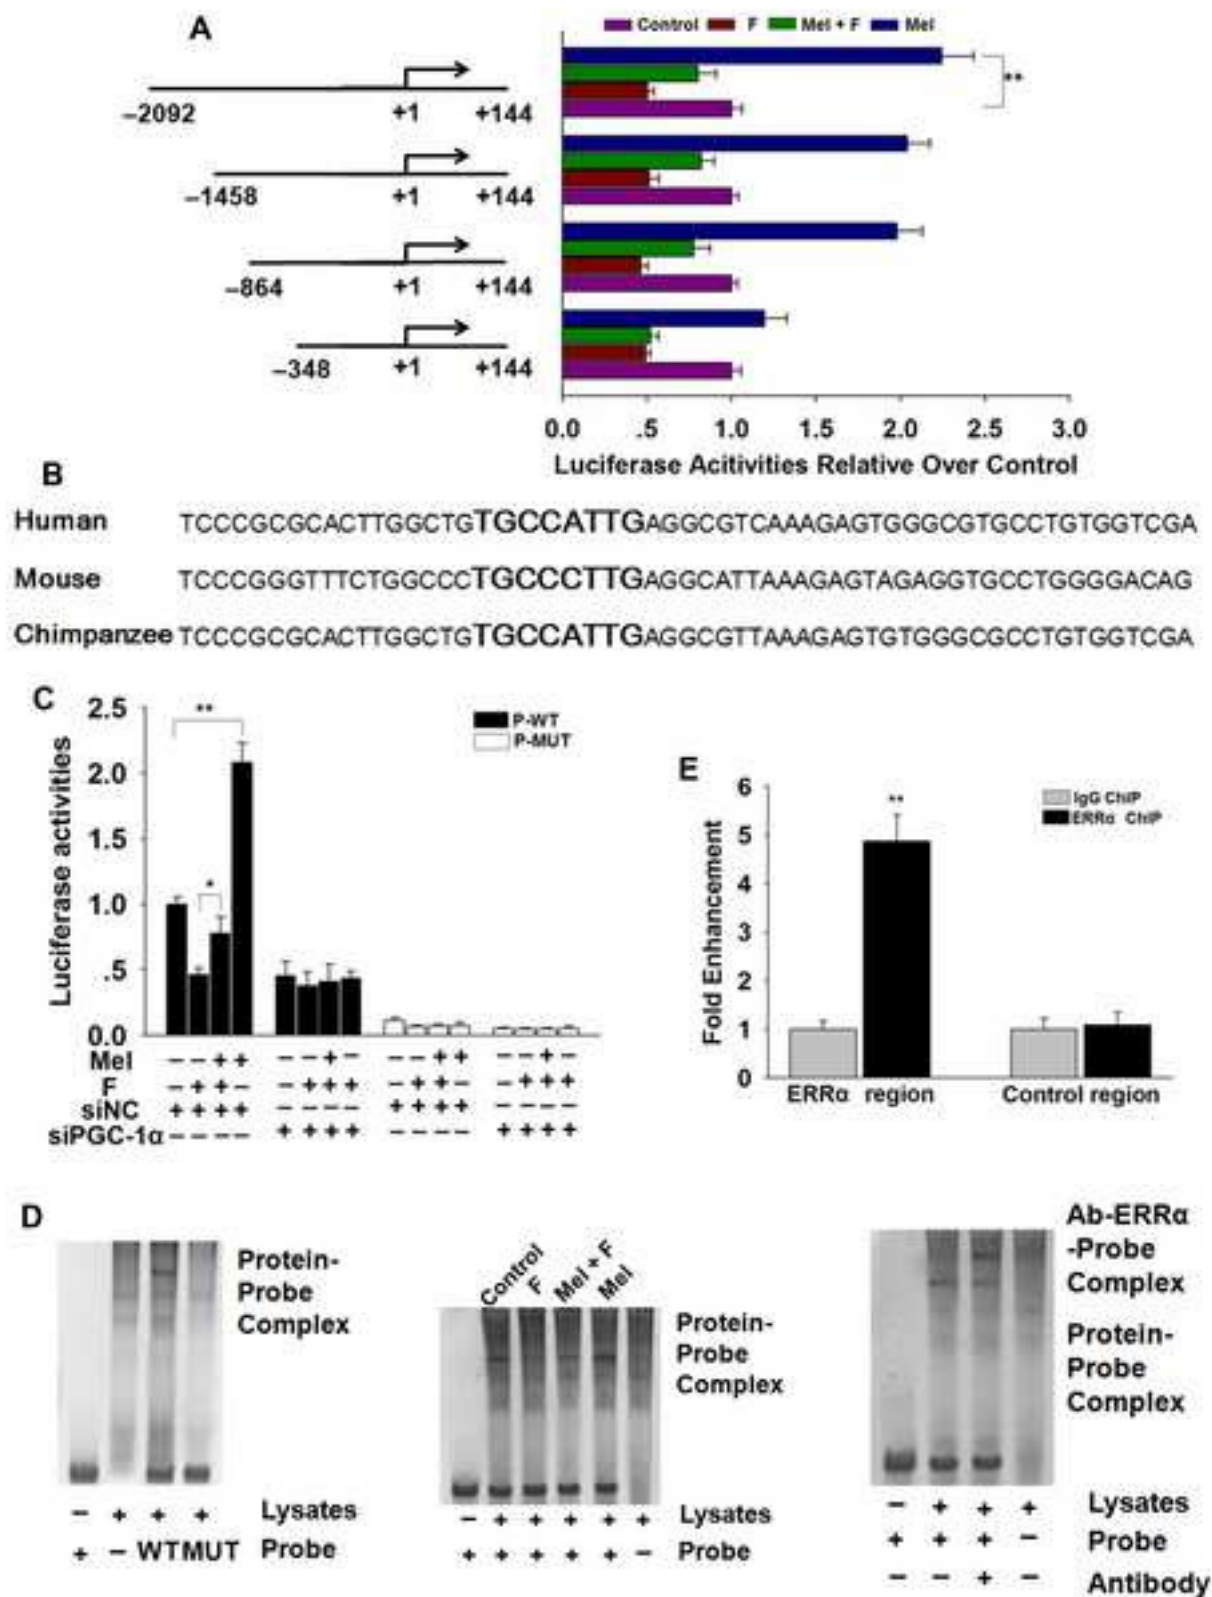 A
Control F Mel + F Mel
**
–2092 +1 +144
–1458 +1 +144
–864 +1 +144
–348 +1 +144
0.0 .5 1.0 1.5 2.0 2.5 3.0
Luciferase Acitivities Relative Over Control
B
Human TCCCGCGCACTTGGCTGTGCCATTGAGGCGTCAAAGAGTGGGCGTGCCTGTGGTCGA
Mouse TCCCGGGTTTCTGGCCCTGCCCTTGAGGCATTAAAGAGTAGAGGTGCCTGGGGACAG
Chimpanzee TCCCGCGCACTTGGCTGTGCCATTGAGGCGTTAAAGAGTGTGGGCGCCTGTGGTCGA
C
Luciferase activities
2.5
2.0
1.5
1.0
.5
0.0
**
*
P-WT
P-MUT
Mel – – + + – – + – – – + + – – + –
F – + + – – + + + – + + – – + + +
siNC + + + + – – – – + + + + – – – –
siPGC-1α – – – – + + + + – – – – + + + +
E
Fold Enhancement
6
5
4
3
2
1
0
**
IgG ChIP
ERRα ChIP
ERRα region Control region
D
Protein-
Probe
Complex
– + + + Lysates
+ – WT MUT Probe
Control F Mel + F Mel
Protein-
Probe
Complex
– + + + + + Lysates
+ + + + + – Probe
Ab-ERRα
-Probe
Complex
Protein-
Probe
Complex
– + + + Lysates
+ + + – Probe
– – + – Antibody